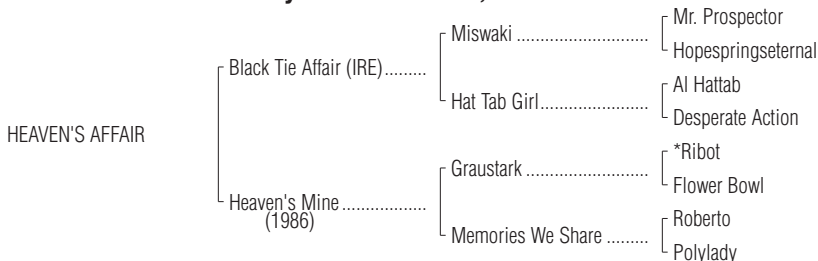 Mr. Prospector
Miswaki
Hopespringseternal
Black Tie Affair (IRE)
Al Hattab
Hat Tab Girl
Desperate Action
HEAVEN'S AFFAIR
*Ribot
Graustark
Flower Bowl
Heaven's Mine
(1986)
Roberto
Memories We Share
Polylady